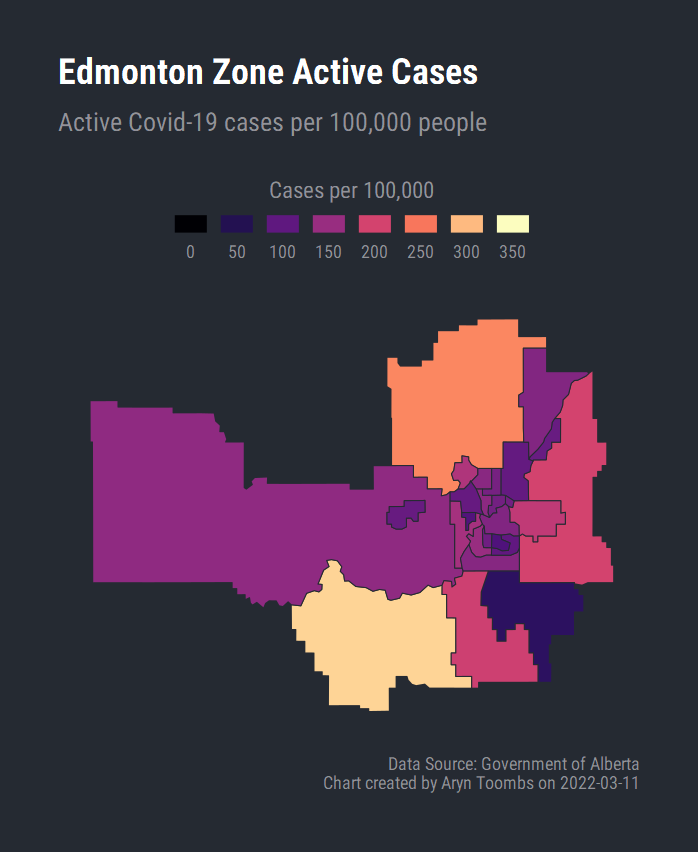 Edmonton Zone Active Cases
Active Covid-19 cases per 100,000 people
Cases per 100,000
0 50 100 150 200 250 300 350
Data Source: Government of Alberta
Chart created by Aryn Toombs on 2022-03-11